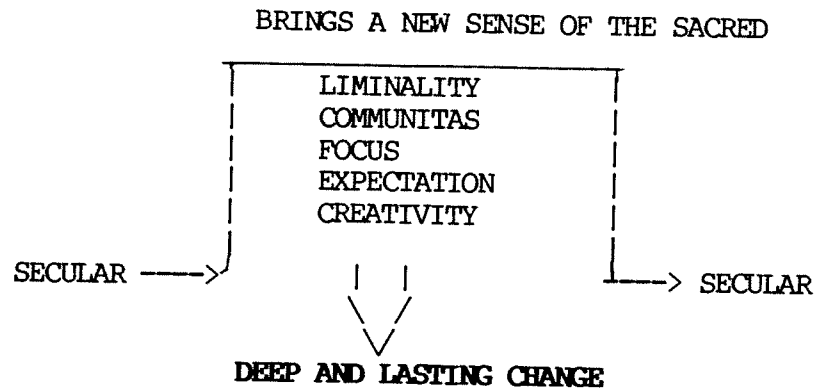 BRINGS A NEW SENSE OF THE SACRED
LIMINALITY
COMMUNITAS
FOCUS
EXPECTATION
CREATIVITY
SECULAR
SECULAR
DEEP AND LASTING CHANGE